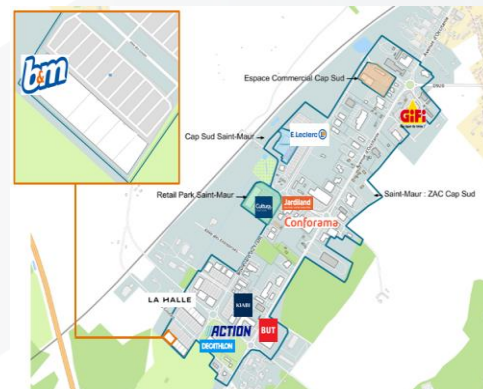 b&m
Espace Commercial Cap Sud
GiFi
E.Leclerc
Cap Sud Saint-Maur
Saint-Maur : ZAC Cap Sud
Retail Park Saint-Maur
Cultura
Jardiland
Conforama
LA HALLE
KIABI
ACTION
BUT
DECATHLON